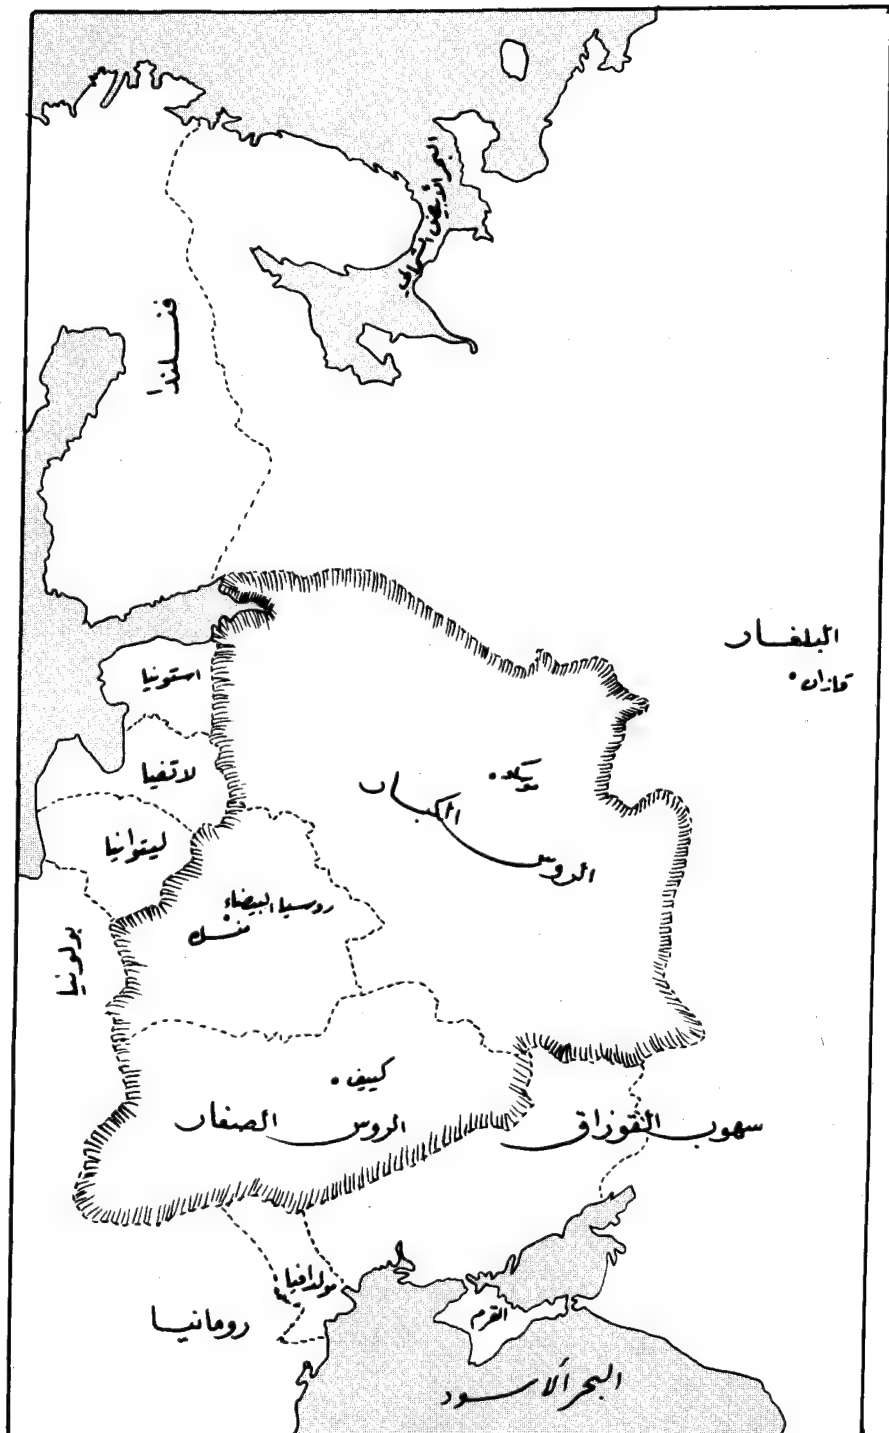 البحر الأبيض الشمالي
فنلندا
البلغار
قازان
استونيا
لاتفيا
ليتوانيا
موسكو
الروس الكبار
روسيا البيضاء
منسك
بولونيا
كييف
الروس الصغار
سهوب القوزاق
مولدافيا
رومانيا
القرم
البحر الأسود